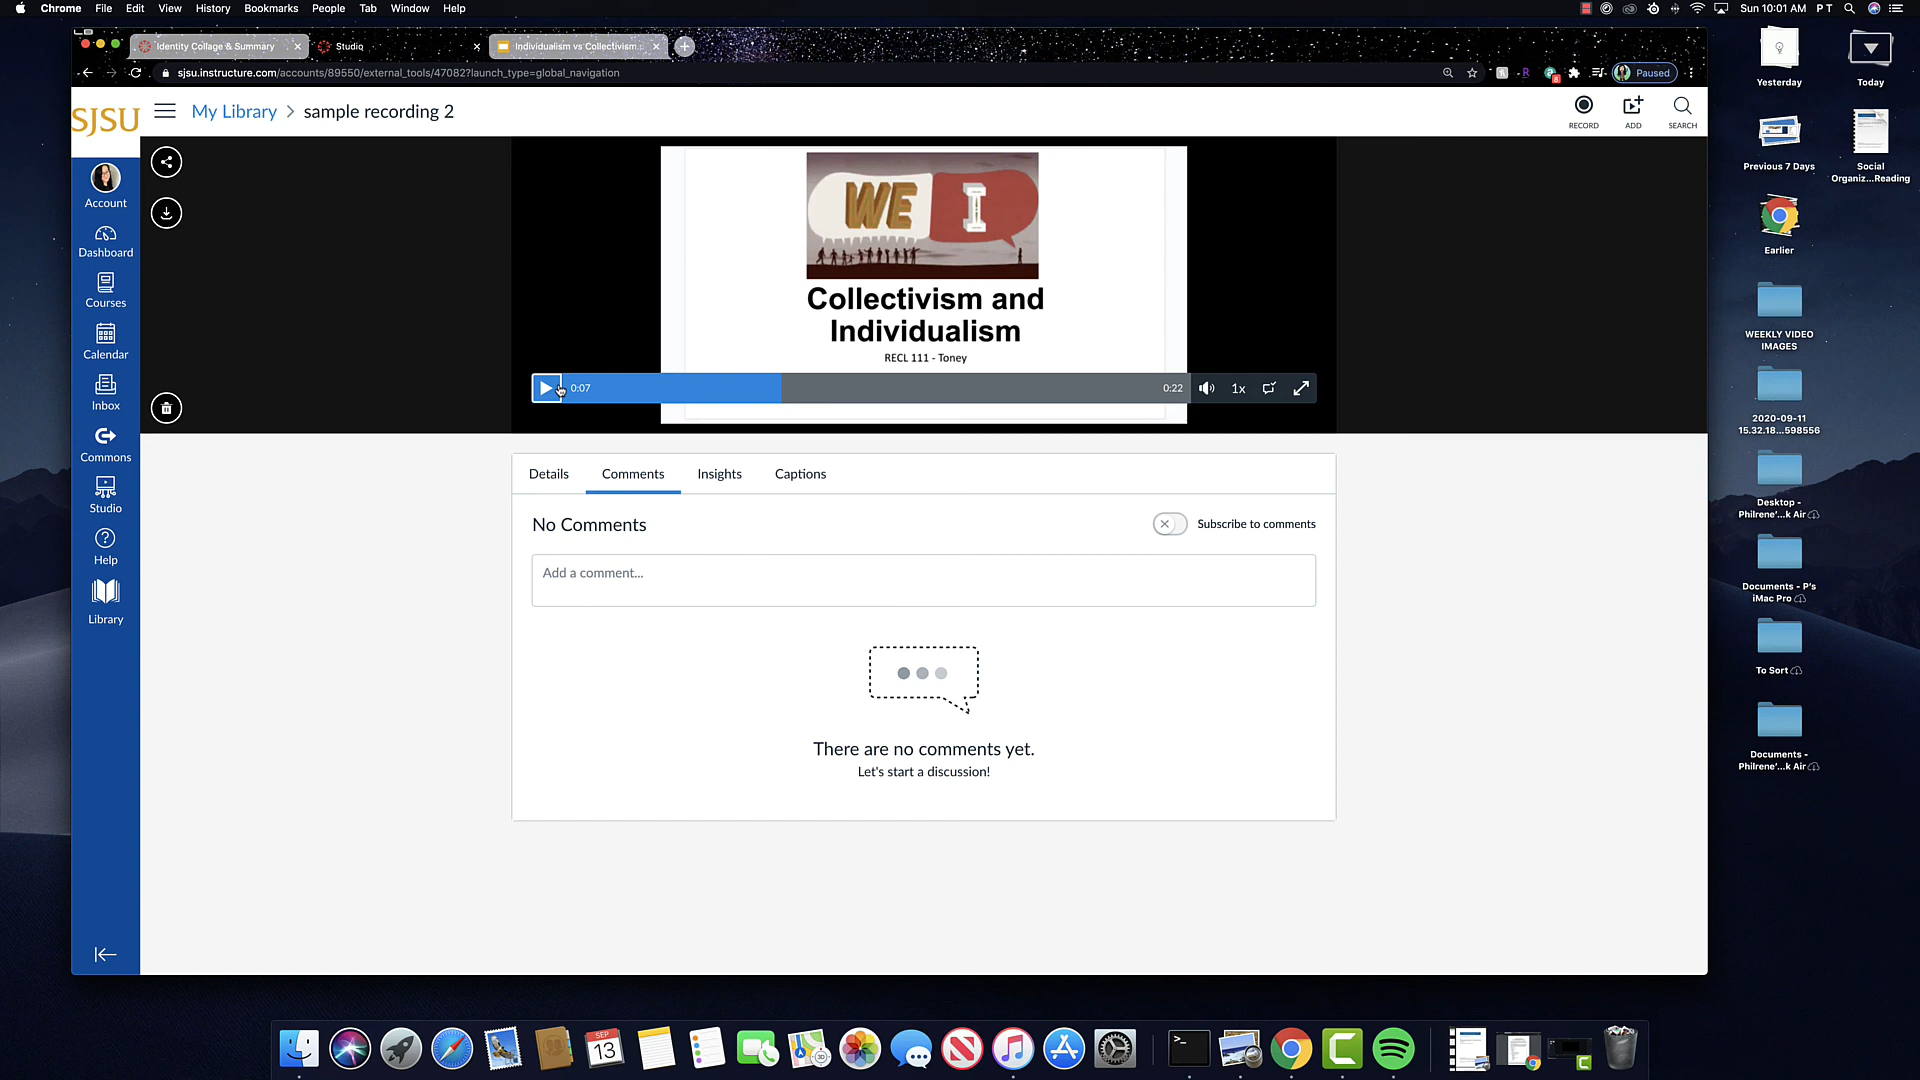 Chrome File Edit View History Bookmarks People Tab Window Help
Sun 10:01 AM P T
Identity Collage & Summary
Studio
Individualism vs Collectivism.
sjsu.instructure.com/accounts/89550/external_tools/47082?launch_type=global_navigation
Paused
SJSU
My Library > sample recording 2
RECORD
ADD
SEARCH
Account
Dashboard
Courses
Calendar
Inbox
Commons
Studio
Help
Library
WE I
Collectivism and
Individualism
RECL 111 - Toney
0:07
0:22
1x
Details
Comments
Insights
Captions
No Comments
Subscribe to comments
Add a comment...
There are no comments yet.
Let's start a discussion!
Yesterday
Today
Previous 7 Days
Social
Organiz...Reading
Earlier
WEEKLY VIDEO
IMAGES
2020-09-11
15.32.18...598556
Desktop -
Philrene'...k Air
Documents - P's
iMac Pro
To Sort
Documents -
Philrene'...k Air
SEP
13
3D